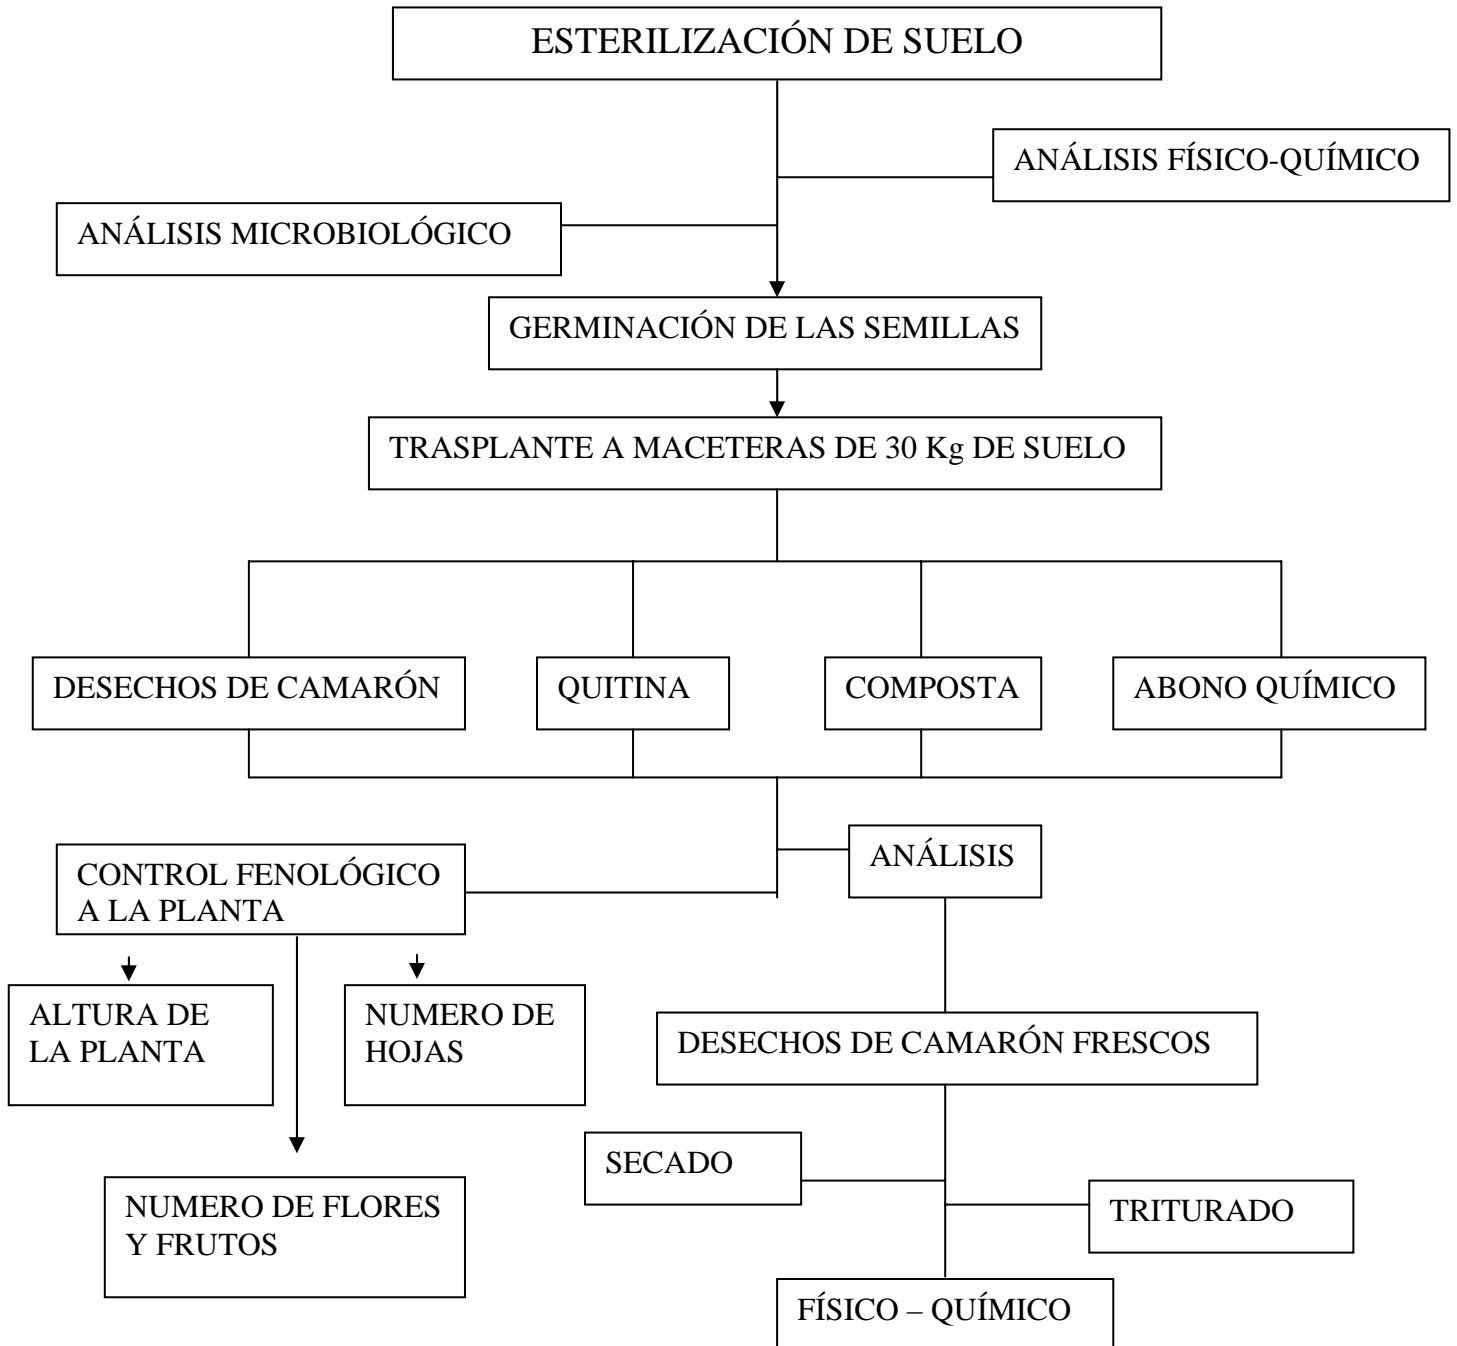 ESTERILIZACIÓN DE SUELO
ANÁLISIS FÍSICO-QUÍMICO
ANÁLISIS MICROBIOLÓGICO
GERMINACIÓN DE LAS SEMILLAS
TRASPLANTE A MACETERAS DE 30 Kg DE SUELO
DESECHOS DE CAMARÓN
QUITINA
COMPOSTA
ABONO QUÍMICO
ANÁLISIS
CONTROL FENOLÓGICO
A LA PLANTA
ALTURA DE
LA PLANTA
NUMERO DE
HOJAS
DESECHOS DE CAMARÓN FRESCOS
SECADO
NUMERO DE FLORES
Y FRUTOS
TRITURADO
FÍSICO – QUÍMICO